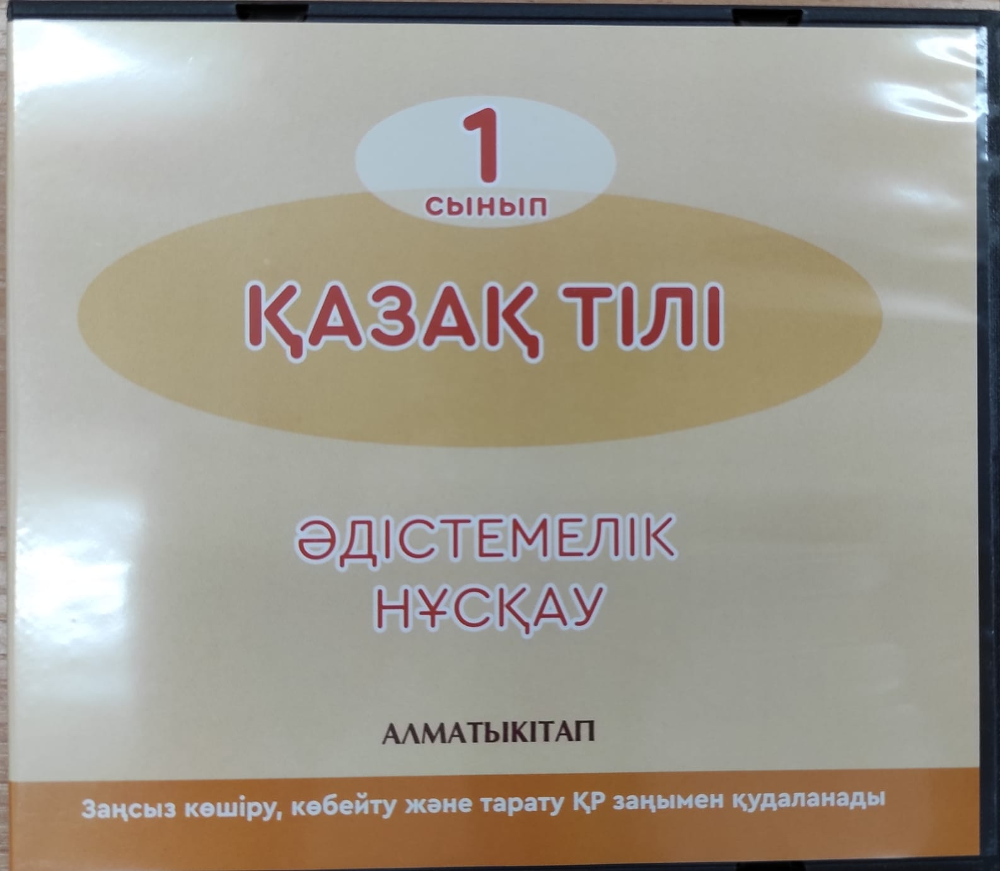 1
СЫНЫП
ҚАЗАҚ ТІЛІ
ӘДІСТЕМЕЛІК
НҰСҚАУ
АЛМАТЫКІТАП
Заңсыз көшіру, көбейту және тарату ҚР заңымен қудаланады